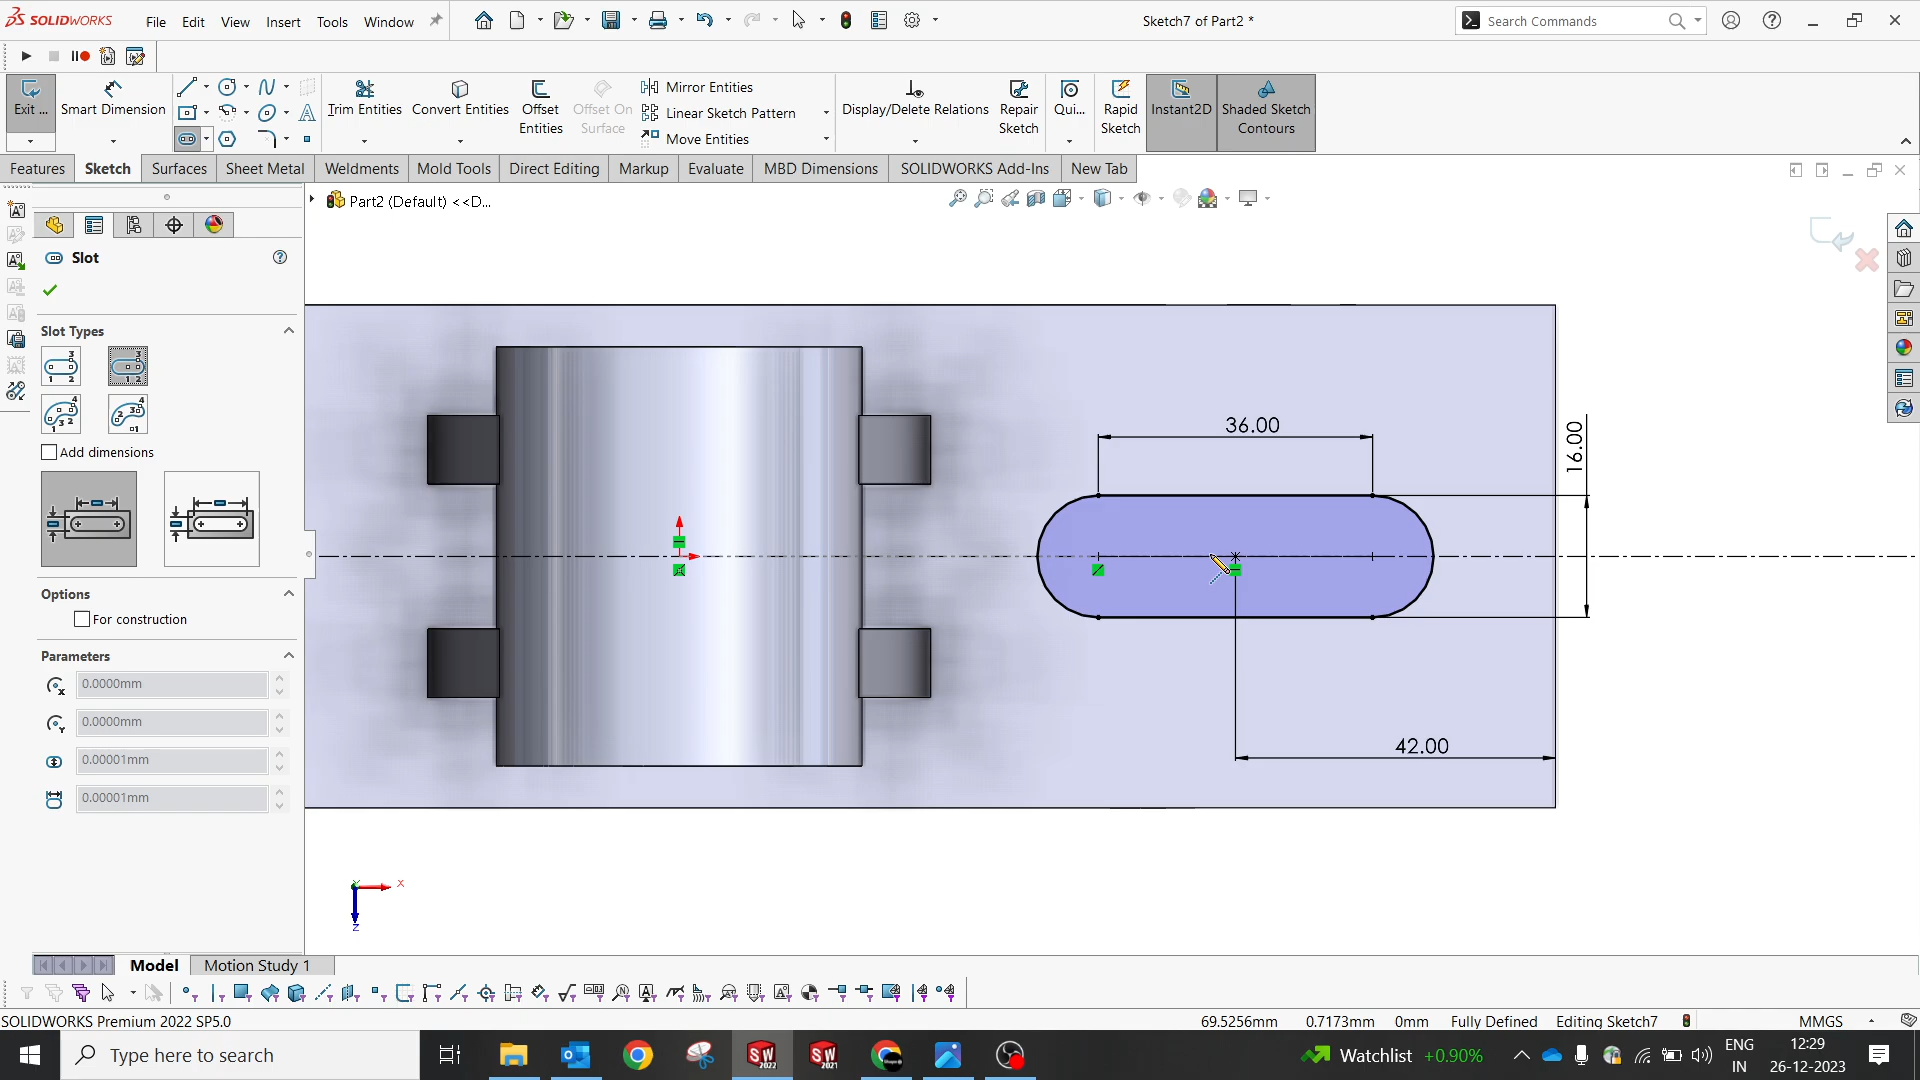 SOLIDWORKS File Edit View Insert Tools Window Sketch7 of Part2 * Search Commands
Exit ... Smart Dimension Trim Entities Convert Entities Offset Entities Offset On Surface Mirror Entities Linear Sketch Pattern Move Entities Display/Delete Relations Repair Sketch Qui... Rapid Sketch Instant2D Shaded Sketch Contours
Features Sketch Surfaces Sheet Metal Weldments Mold Tools Direct Editing Markup Evaluate MBD Dimensions SOLIDWORKS Add-Ins New Tab
Part2 (Default) <<D...
Slot
Slot Types
Add dimensions
Options
For construction
Parameters
0.0000mm
0.0000mm
0.00001mm
0.00001mm
36.00
16.00
42.00
X
Y
Z
Model Motion Study 1
SOLIDWORKS Premium 2022 SP5.0 69.5256mm 0.7173mm 0mm Fully Defined Editing Sketch7 MMGS
Type here to search Watchlist +0.90% ENG 12:29
IN 26-12-2023